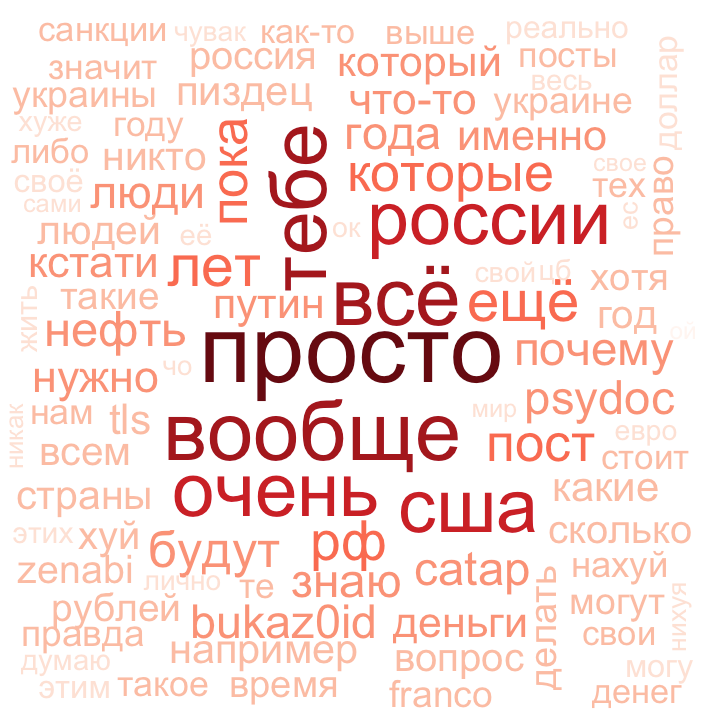 санкции чувак как-то выше реально
значит россия который посты
украины пиздец что-то весь украине доллар
хуже году пока года именно
либо никто тебе которые свое
своё люди тех право
сами людей её ок россии ес
кстати лет всё свой цб хотя
жить такие путин ещё год
нефть просто почему ой
нужно чо psydoc
никак нам tls вообще мир евро
всем пост стоит
страны очень сша какие
этих хуй будут рф сколько
zenabi лично те знаю catap нахуй
рублей bukaz0id деньги делать могут
правда свои нихуя
думаю например вопрос могу
этим такое время franco денег